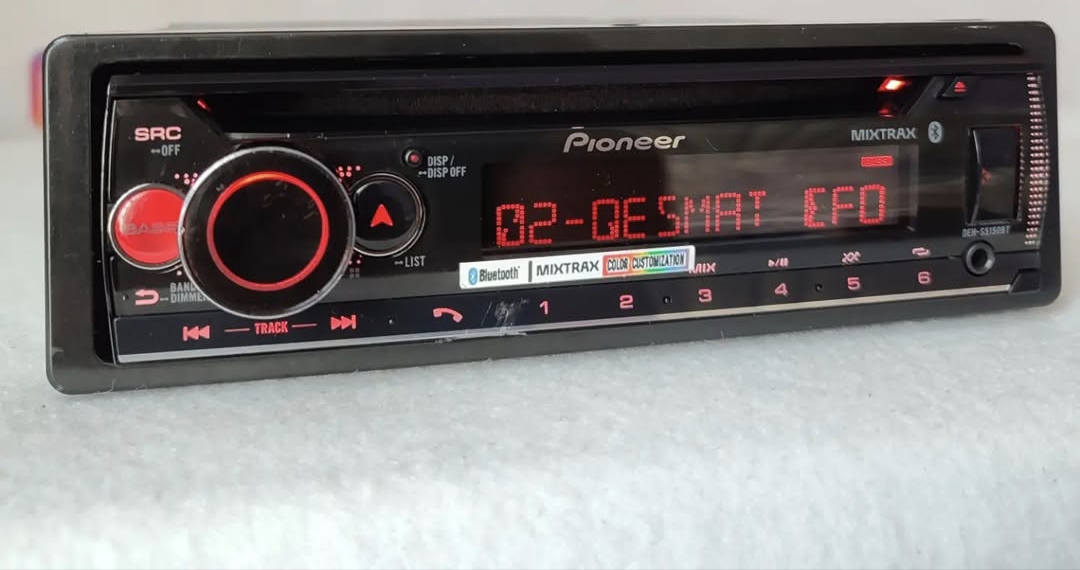 SRC
OFF
DISP /
DISP OFF
Pioneer
MIXTRAX
BASS
BASS
02-QESMAT EFO
LIST
DEH-S5150BT
Bluetooth® MIXTRAX COLOR CUSTOMIZATION
MIX
BAND
DIMMER
TRACK
1 2 3 4 5 6